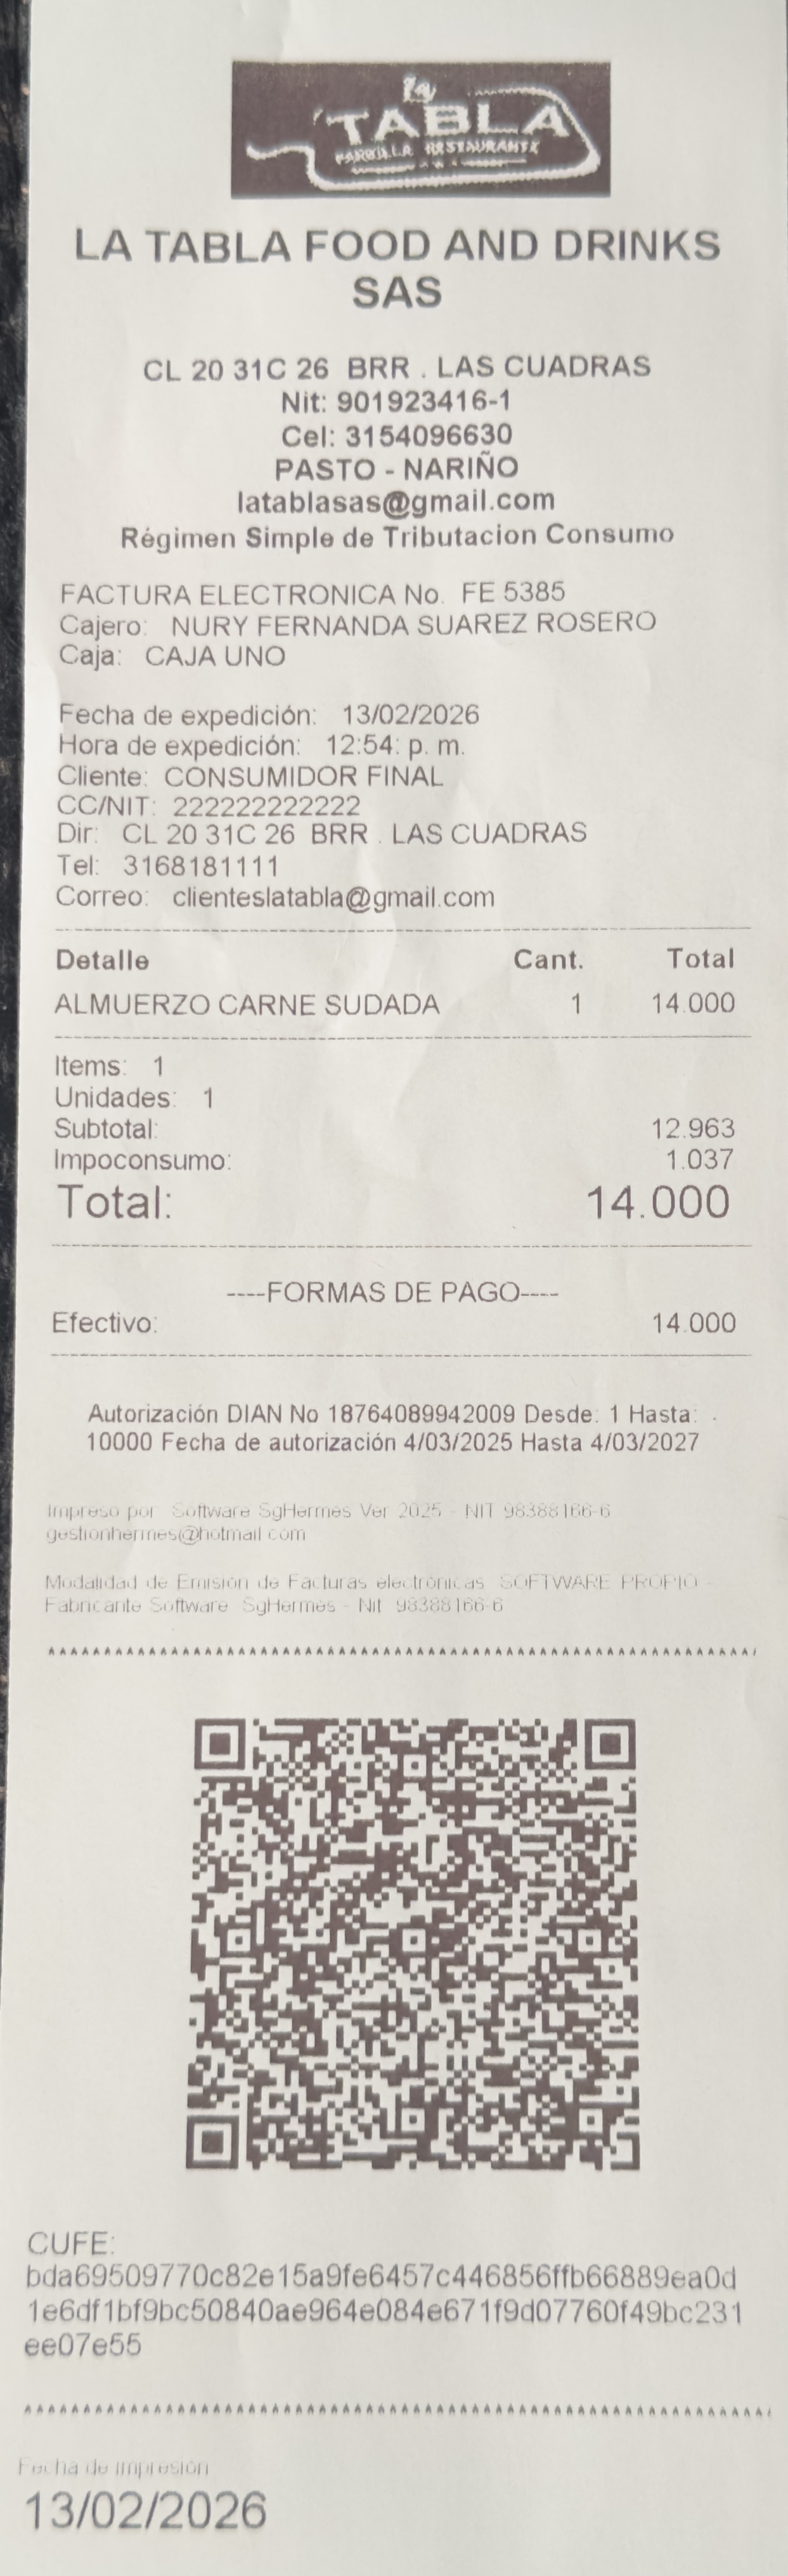 La
TABLA
PARRILLA RESTAURANTE
LA TABLA FOOD AND DRINKS
SAS
CL 20 31C 26 BRR . LAS CUADRAS
Nit: 901923416-1
Cel: 3154096630
PASTO - NARIÑO
latablasas@gmail.com
Régimen Simple de Tributacion Consumo
FACTURA ELECTRONICA No. FE 5385
Cajero: NURY FERNANDA SUAREZ ROSERO
Caja: CAJA UNO
Fecha de expedición: 13/02/2026
Hora de expedición: 12:54: p. m.
Cliente: CONSUMIDOR FINAL
CC/NIT: 222222222222
Dir: CL 20 31C 26 BRR . LAS CUADRAS
Tel: 3168181111
Correo: clienteslatabla@gmail.com
Detalle Cant. Total
ALMUERZO CARNE SUDADA 1 14.000
Items: 1
Unidades: 1
Subtotal: 12.963
Impoconsumo: 1.037
Total: 14.000
----FORMAS DE PAGO----
Efectivo: 14.000
Autorización DIAN No 18764089942009 Desde: 1 Hasta:
10000 Fecha de autorización 4/03/2025 Hasta 4/03/2027
Impreso por Software SgHermes Ver 2025 - NIT 98388166-6
gestionhermes@hotmail.com
Modalidad de Emisión de Facturas electrónicas SOFTWARE PROPIO -
Fabricante Software SgHermes - Nit 98388166-6
CUFE:
bda69509770c82e15a9fe6457c446856ffb66889ea0d
1e6df1bf9bc50840ae964e084e671f9d07760f49bc231
ee07e55
Fecha de impresión
13/02/2026